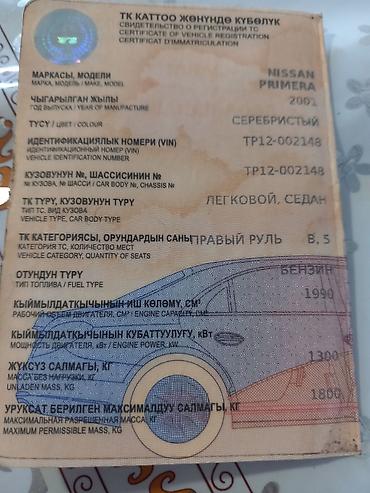 ТК КАТТОО ЖӨНҮНДӨ КҮБӨЛҮК
СВИДЕТЕЛЬСТВО О РЕГИСТРАЦИИ ТС
CERTIFICATE OF VEHICLE REGISTRATION
CERTIFICAT D'IMMATRICULATION
МАРКАСЫ, МОДЕЛИ NISSAN
МАРКА, МОДЕЛЬ / MAKE, MODEL PRIMERA
ЧЫГАРЫЛГАН ЖЫЛЫ 2001
ГОД ВЫПУСКА / YEAR OF MANUFACTURE
ТҮСҮ / ЦВЕТ / COLOUR СЕРЕБРИСТЫЙ
ИДЕНТИФИКАЦИЯЛЫК НОМЕРИ (VIN) TP12-002148
ИДЕНТИФИКАЦИОННЫЙ НОМЕР (VIN)
VEHICLE IDENTIFICATION NUMBER
КУЗОВУНУН №, ШАССИСИНИН № TP12-002148
№ КУЗОВА, № ШАССИ / CAR BODY №, CHASSIS №
ТК ТҮРҮ, КУЗОВУНУН ТҮРҮ ЛЕГКОВОЙ, СЕДАН
ТИП ТС, ВИД КУЗОВА
VEHICLE TYPE, CAR BODY TYPE
ТК КАТЕГОРИЯСЫ, ОРУНДАРДЫН САНЫ ПРАВЫЙ РУЛЬ B, 5
КАТЕГОРИЯ ТС, КОЛИЧЕСТВО МЕСТ
VEHICLE CATEGORY, QUANTITY OF SEATS
ОТУНДУН ТҮРҮ БЕНЗИН
ТИП ТОПЛИВА / FUEL TYPE
КЫЙМЫЛДАТКЫЧЫНЫН ИШ КӨЛӨМҮ, СМ³ 1990
РАБОЧИЙ ОБЪЕМ ДВИГАТЕЛЯ, СМ³ / ENGINE CAPACITY, CM³
КЫЙМЫЛДАТКЫЧЫНЫН КУБАТТУУЛУГУ, кВт
МОЩНОСТЬ ДВИГАТЕЛЯ, кВт / ENGINE POWER, kW
ЖҮКСҮЗ САЛМАГЫ, КГ 1300
МАССА БЕЗ НАГРУЗКИ, КГ
UNLADEN MASS, KG
УРУКСАТ БЕРИЛГЕН МАКСИМАЛДУУ САЛМАГЫ, КГ 1800
МАКСИМАЛЬНАЯ РАЗРЕШЕННАЯ МАССА, КГ
MAXIMUM PERMISSIBLE MASS, KG